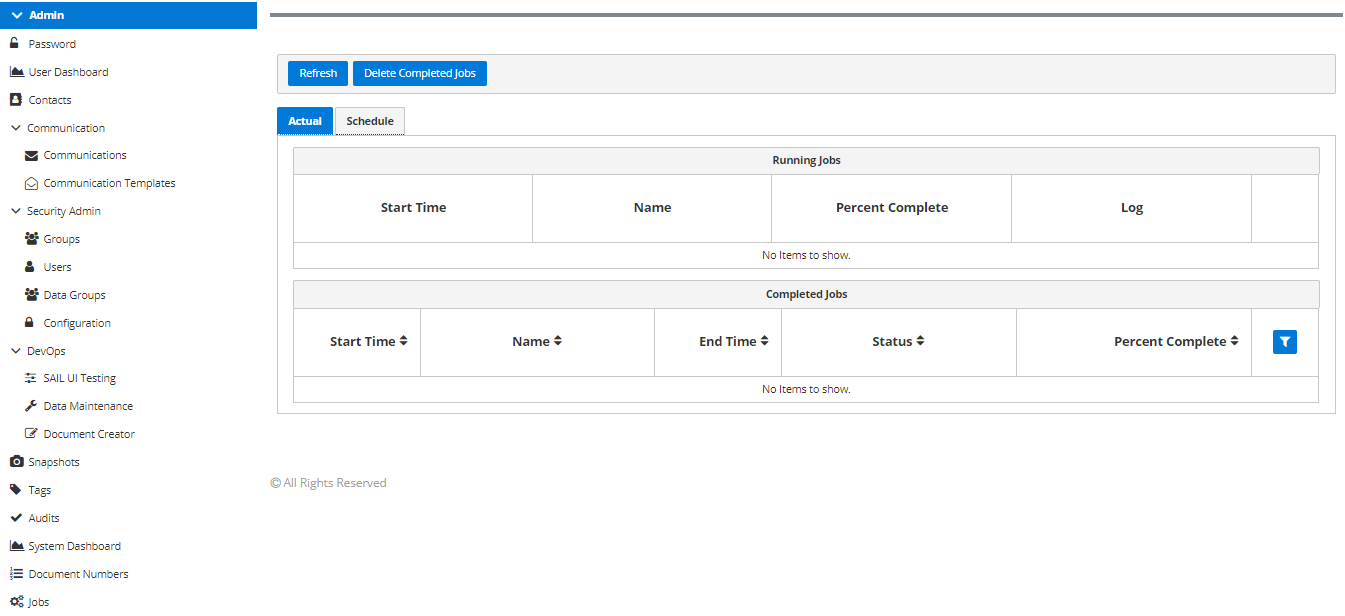 Admin
Password
User Dashboard
Contacts
Communication
Communications
Communication Templates
Security Admin
Groups
Users
Data Groups
Configuration
DevOps
SAIL UI Testing
Data Maintenance
Document Creator
Snapshots
Tags
Audits
System Dashboard
Document Numbers
Jobs
Refresh Delete Completed Jobs
Actual Schedule
Running Jobs
Start Time Name Percent Complete Log
No Items to show.
Completed Jobs
Start Time Name End Time Status Percent Complete
No Items to show.
© All Rights Reserved